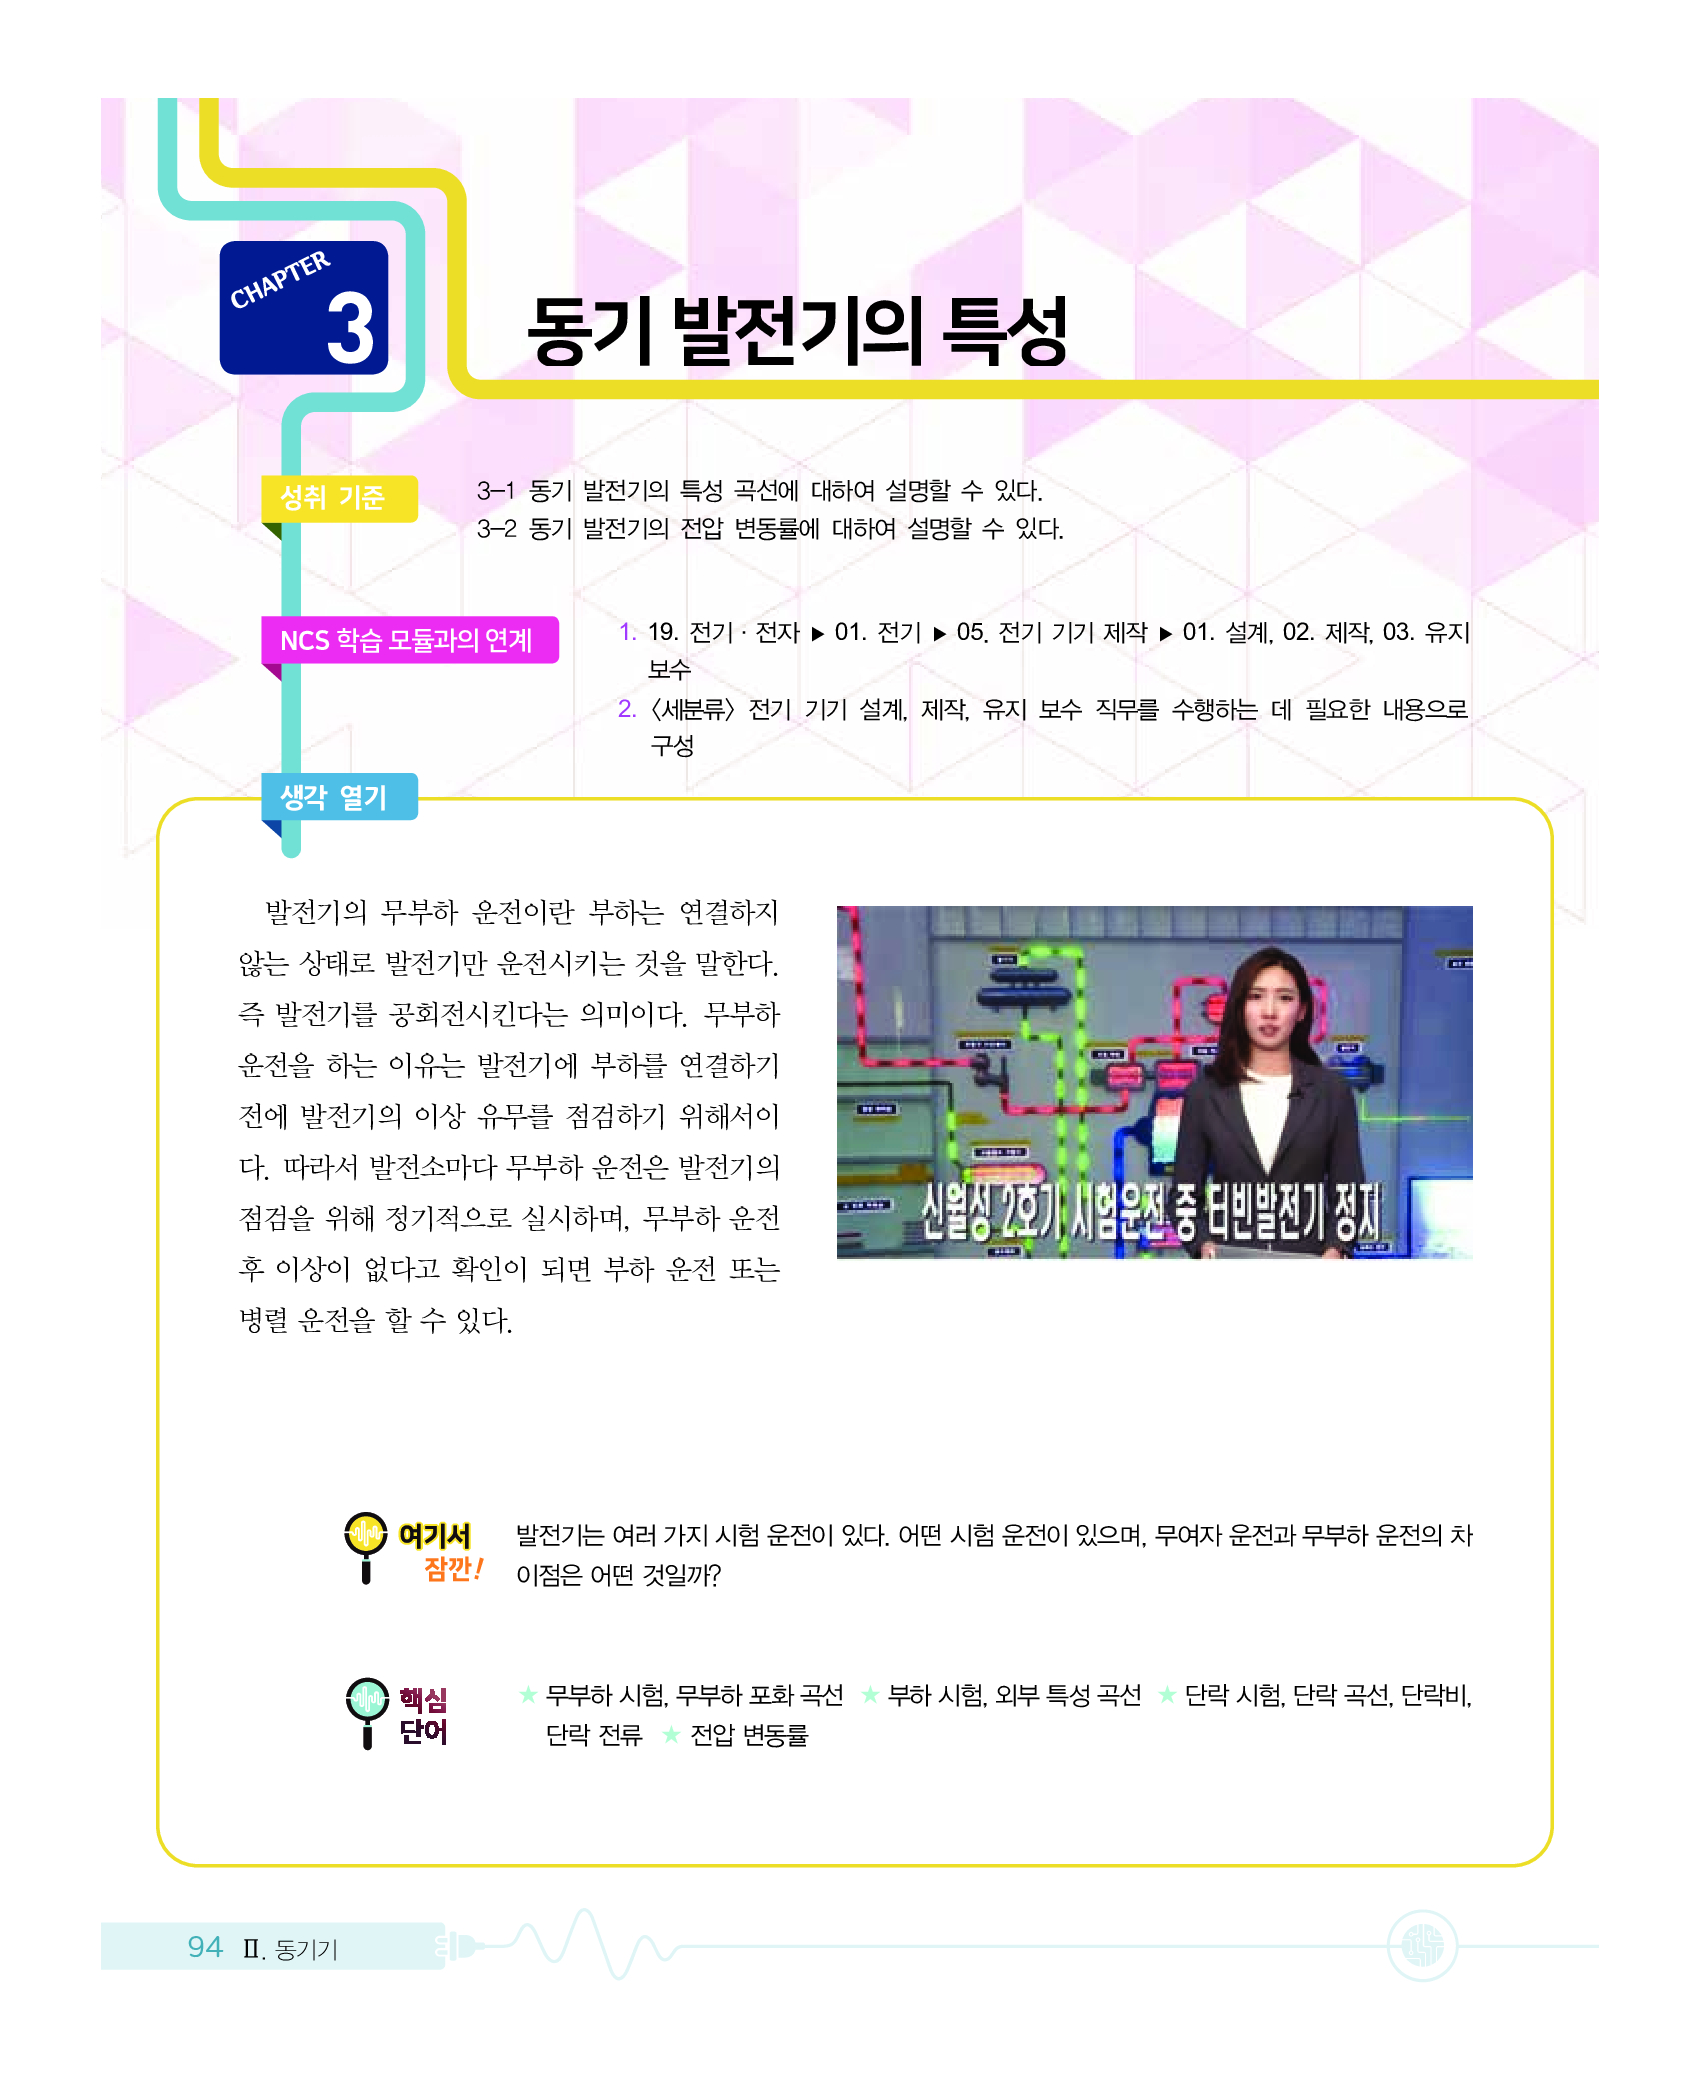 CHAPTER
3
동기 발전기의 특성
성취 기준
3-1 동기 발전기의 특성 곡선에 대하여 설명할 수 있다.
3-2 동기 발전기의 전압 변동률에 대하여 설명할 수 있다.
NCS 학습 모듈과의 연계
1. 19. 전기 · 전자 ▶ 01. 전기 ▶ 05. 전기 기기 제작 ▶ 01. 설계, 02. 제작, 03. 유지
보수
2. 〈세분류〉 전기 기기 설계, 제작, 유지 보수 직무를 수행하는 데 필요한 내용으로
구성
생각 열기
발전기의 무부하 운전이란 부하는 연결하지
않는 상태로 발전기만 운전시키는 것을 말한다.
즉 발전기를 공회전시킨다는 의미이다. 무부하
운전을 하는 이유는 발전기에 부하를 연결하기
전에 발전기의 이상 유무를 점검하기 위해서이
다. 따라서 발전소마다 무부하 운전은 발전기의
점검을 위해 정기적으로 실시하며, 무부하 운전
후 이상이 없다고 확인이 되면 부하 운전 또는
병렬 운전을 할 수 있다.
신월성 2호기 시험운전 중 터빈발전기 정지
여기서
잠깐!
발전기는 여러 가지 시험 운전이 있다. 어떤 시험 운전이 있으며, 무여자 운전과 무부하 운전의 차
이점은 어떤 것일까?
핵심
단어
★ 무부하 시험, 무부하 포화 곡선 ★ 부하 시험, 외부 특성 곡선 ★ 단락 시험, 단락 곡선, 단락비,
단락 전류 ★ 전압 변동률
94 Ⅱ. 동기기